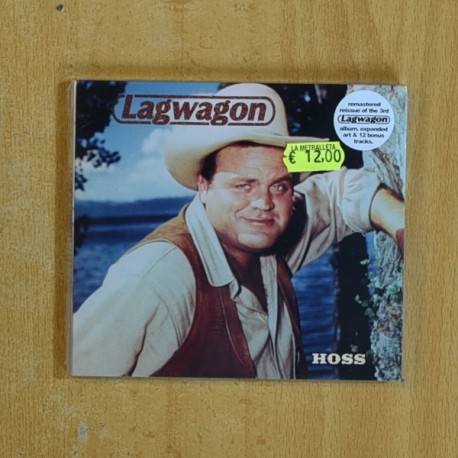 Lagwagon
remastered
reissue of the 3rd
Lagwagon
album. expanded
art & 12 bonus
tracks.
LA METRALLETA
€ 12,00
HOSS